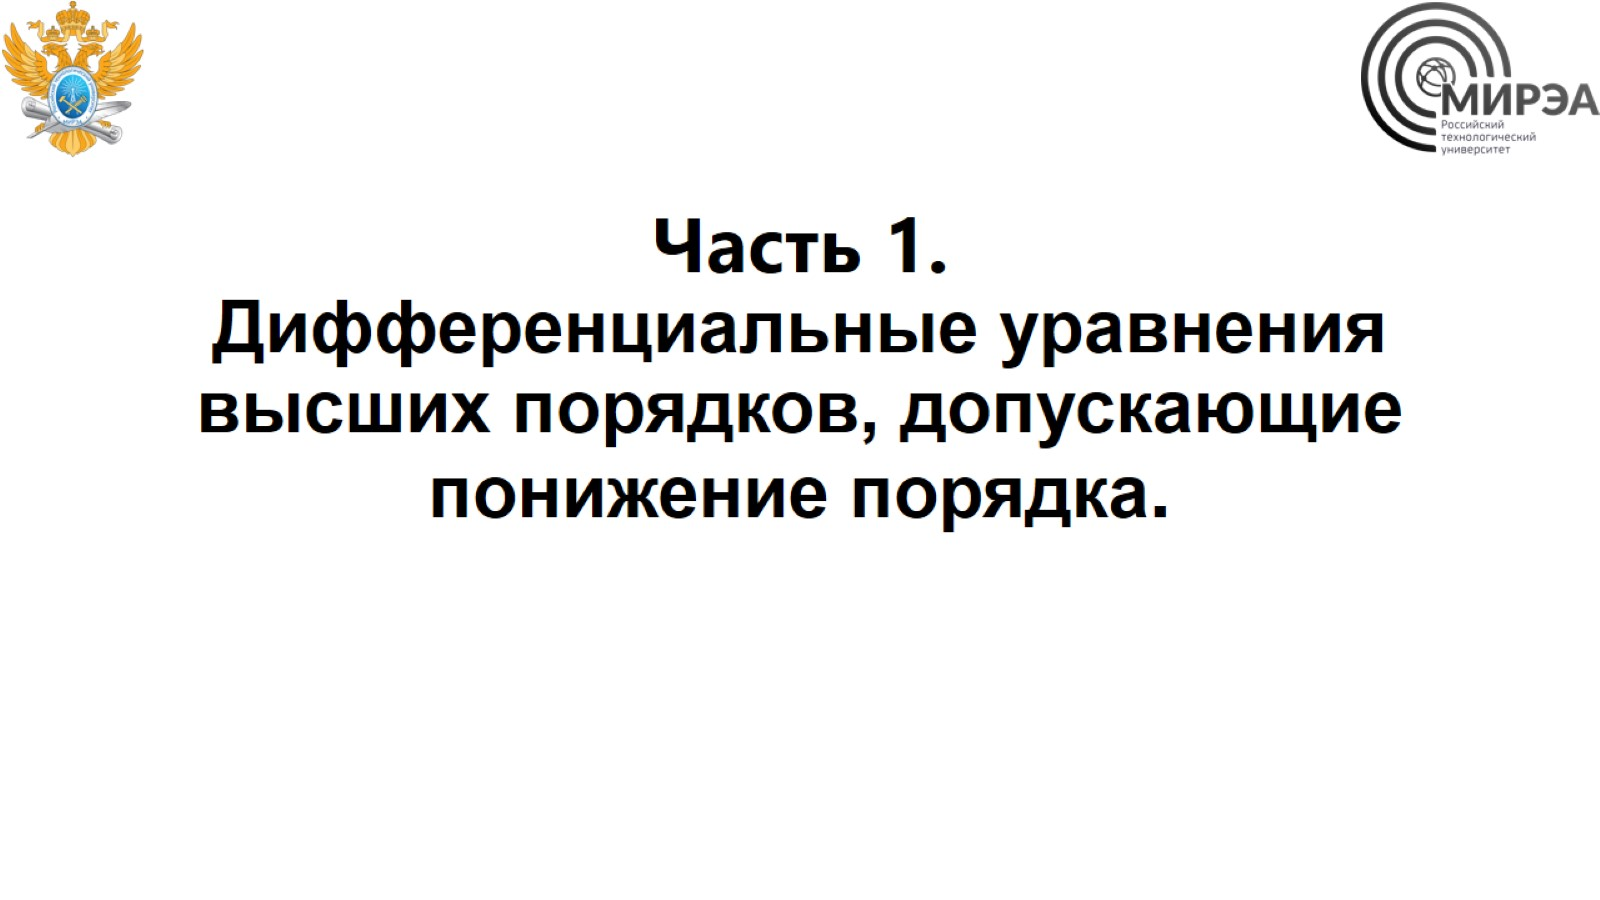 МИРЭА
Российский
технологический
университет
Часть 1.
Дифференциальные уравнения
высших порядков, допускающие
понижение порядка.